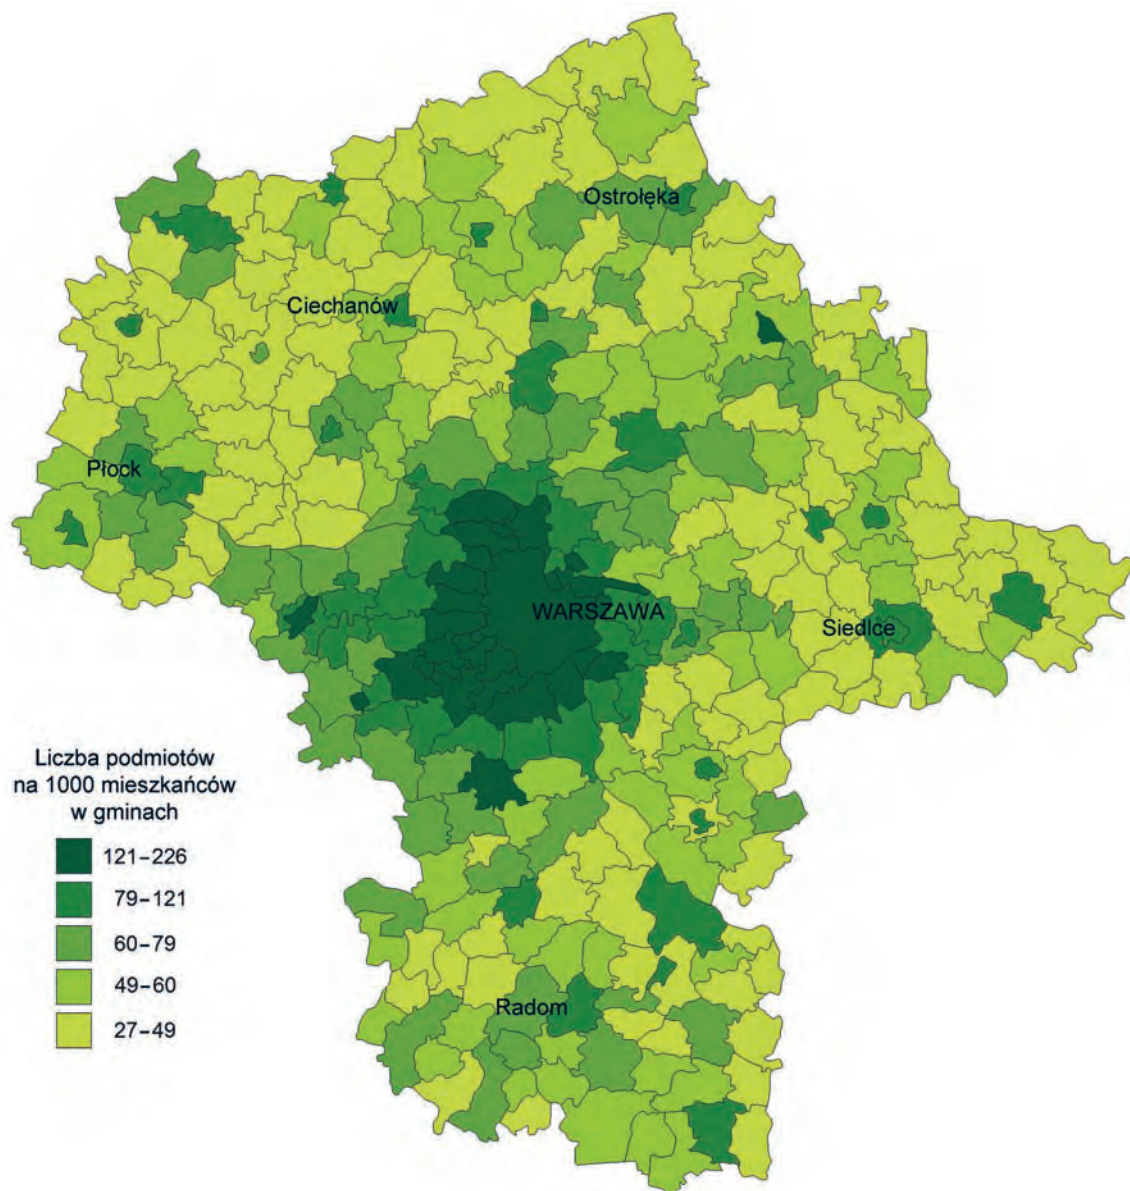 Ostrołęka
Ciechanów
Płock
WARSZAWA
Siedlce
Liczba podmiotów
na 1000 mieszkańców
w gminach
121–226
79–121
60–79
49–60
27–49
Radom